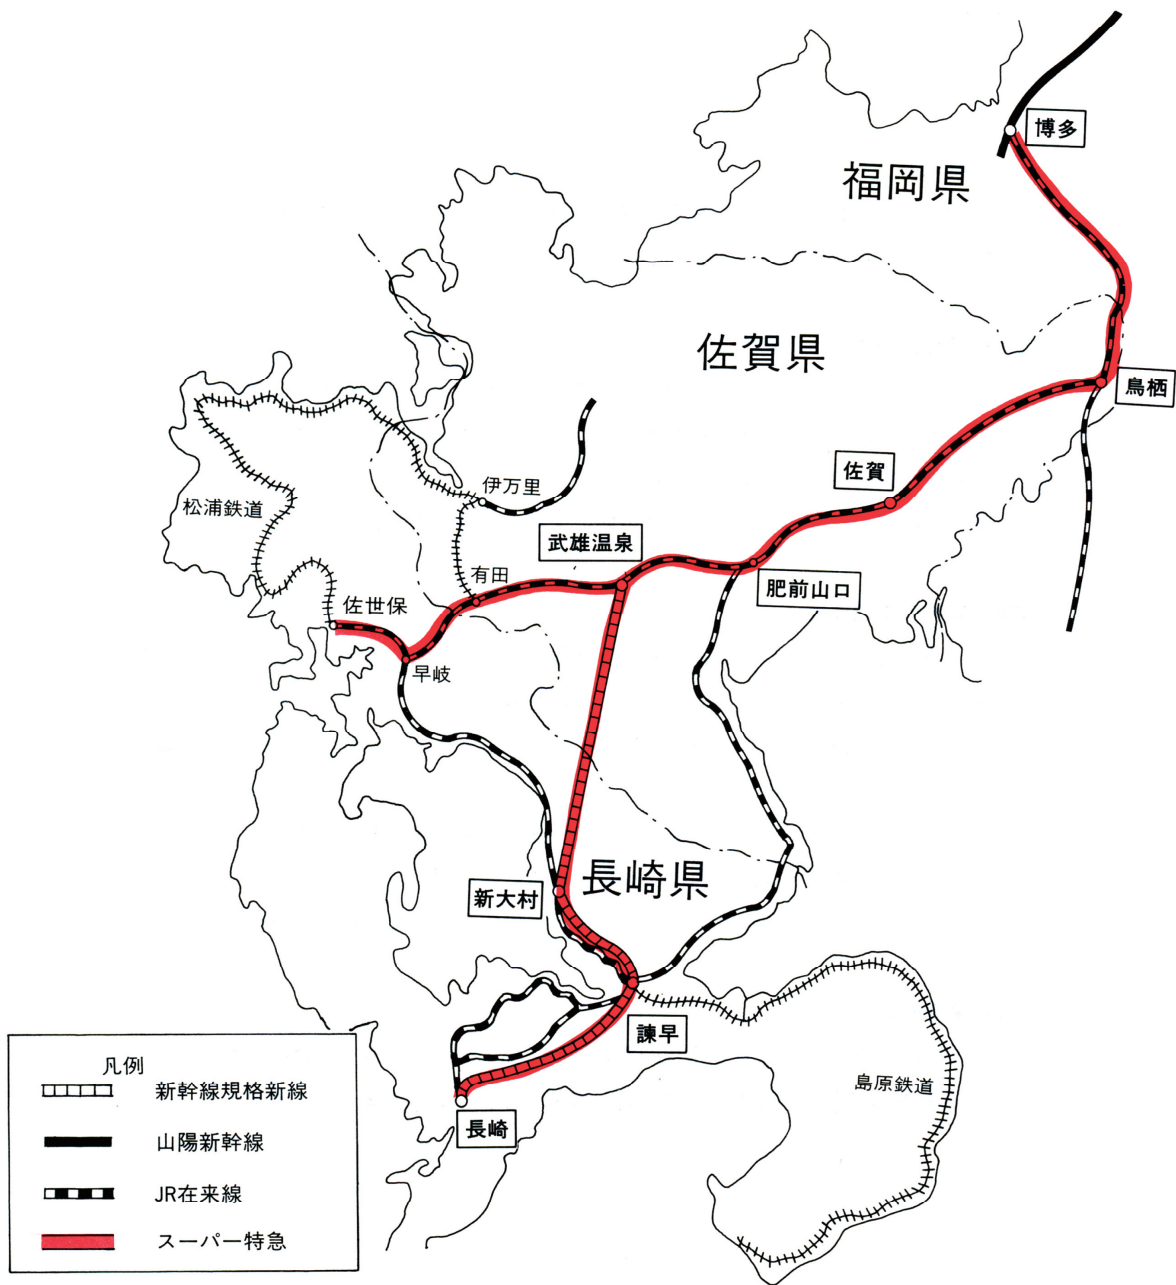 博多
福岡県
佐賀県
鳥栖
佐賀
伊万里
松浦鉄道
武雄温泉
有田
肥前山口
佐世保
早岐
長崎県
新大村
諫早
島原鉄道
長崎
凡例
新幹線規格新線
山陽新幹線
JR在来線
スーパー特急